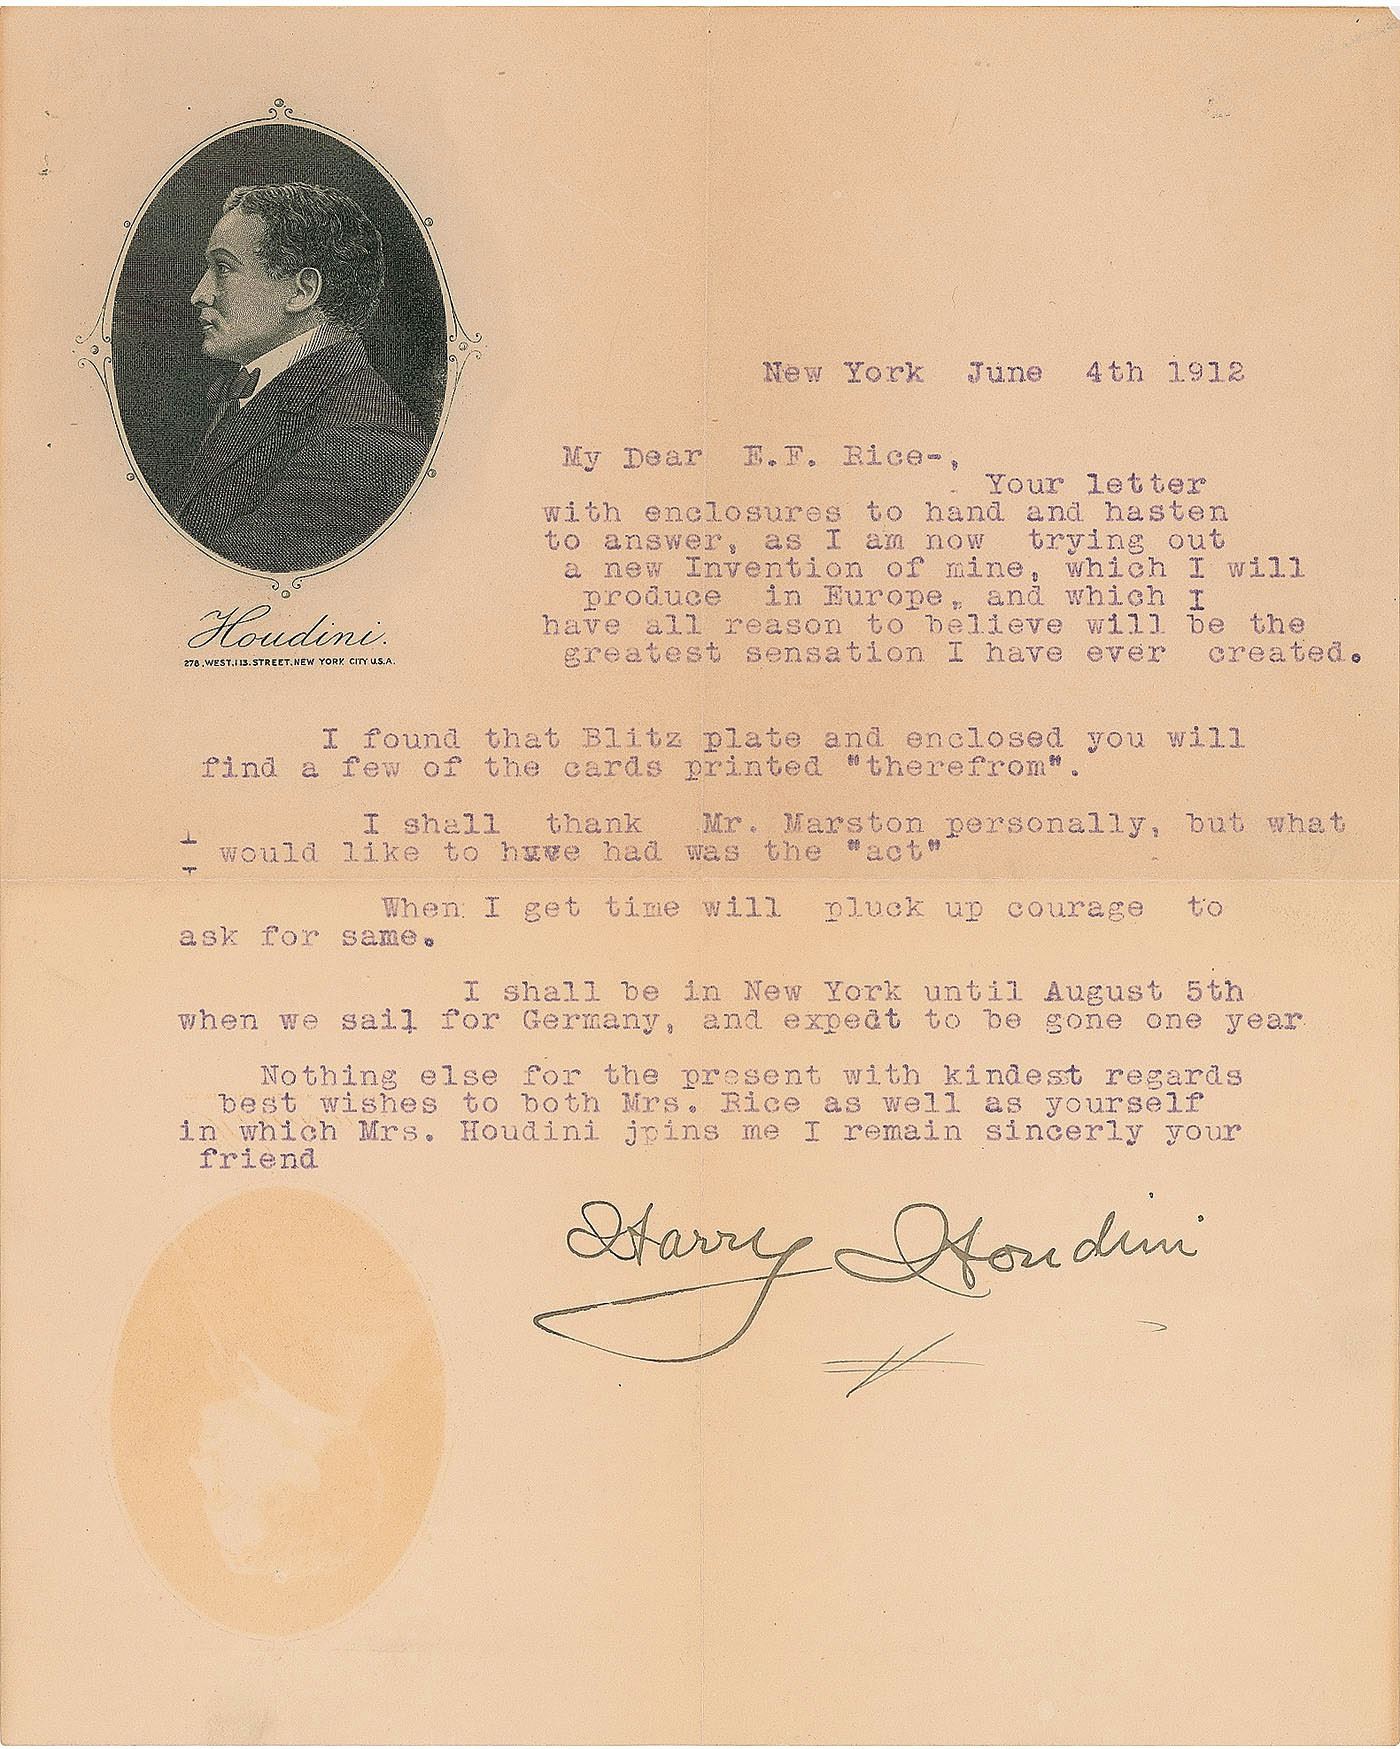 Houdini.
278.WEST.113.STREET.NEW YORK CITY U.S.A.
New York June 4th 1912
My Dear E.F. Rice-,
Your letter
with enclosures to hand and hasten
to answer, as I am now trying out
a new Invention of mine, which I will
produce in Europe, and which I
have all reason to believe will be the
greatest sensation I have ever created.
I found that Blitz plate and enclosed you will
find a few of the cards printed "therefrom".
I shall thank Mr. Marston personally, but what
I would like to have had was the "act"
When I get time will pluck up courage to
ask for same.
I shall be in New York until August 5th
when we sail for Germany, and expect to be gone one year
Nothing else for the present with kindest regards
best wishes to both Mrs. Rice as well as yourself
in which Mrs. Houdini jpins me I remain sincerly your
friend
Harry Houdini